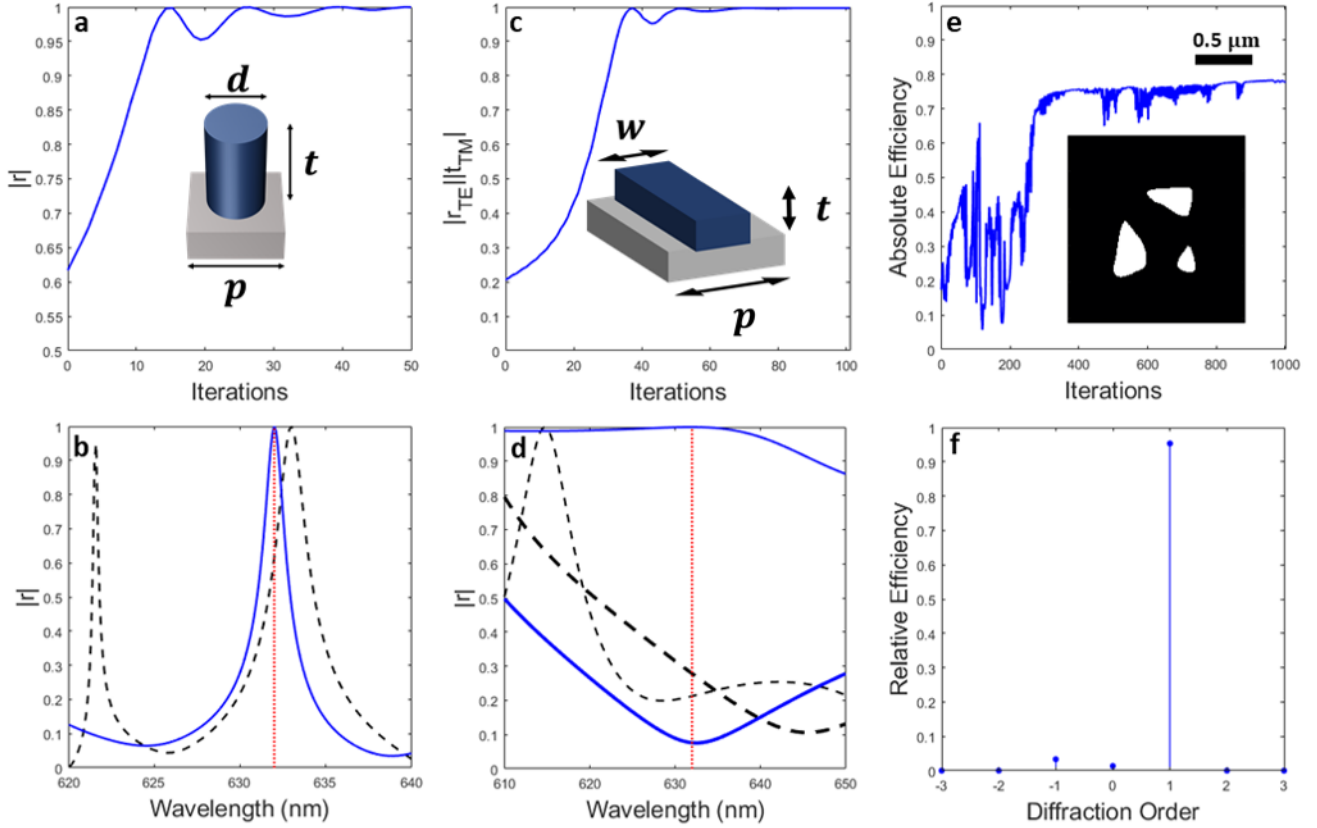 a
|r|
1
0.95
0.9
0.85
0.8
0.75
0.7
0.65
0.6
0.55
0.5
0 10 20 30 40 50
Iterations
d
t
p
c
|r_TE||t_TM|
1
0.9
0.8
0.7
0.6
0.5
0.4
0.3
0.2
0.1
0 20 40 60 80 100
Iterations
w
t
p
e
Absolute Efficiency
1
0.9
0.8
0.7
0.6
0.5
0.4
0.3
0.2
0.1
0
0 200 400 600 800 1000
Iterations
0.5 μm
b
|r|
1
0.9
0.8
0.7
0.6
0.5
0.4
0.3
0.2
0.1
0
620 625 630 635 640
Wavelength (nm)
d
|r|
1
0.9
0.8
0.7
0.6
0.5
0.4
0.3
0.2
0.1
0
610 620 630 640 650
Wavelength (nm)
f
Relative Efficiency
1
0.9
0.8
0.7
0.6
0.5
0.4
0.3
0.2
0.1
0
-3 -2 -1 0 1 2 3
Diffraction Order